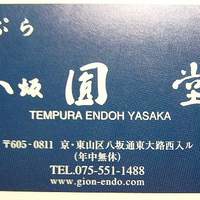 ぷら
八坂 圓堂
TEMPURA ENDOH YASAKA
〒605-0811 京・東山区八坂通東大路西入ル
(年中無休)
TEL.075-551-1488
www.gion-endo.com